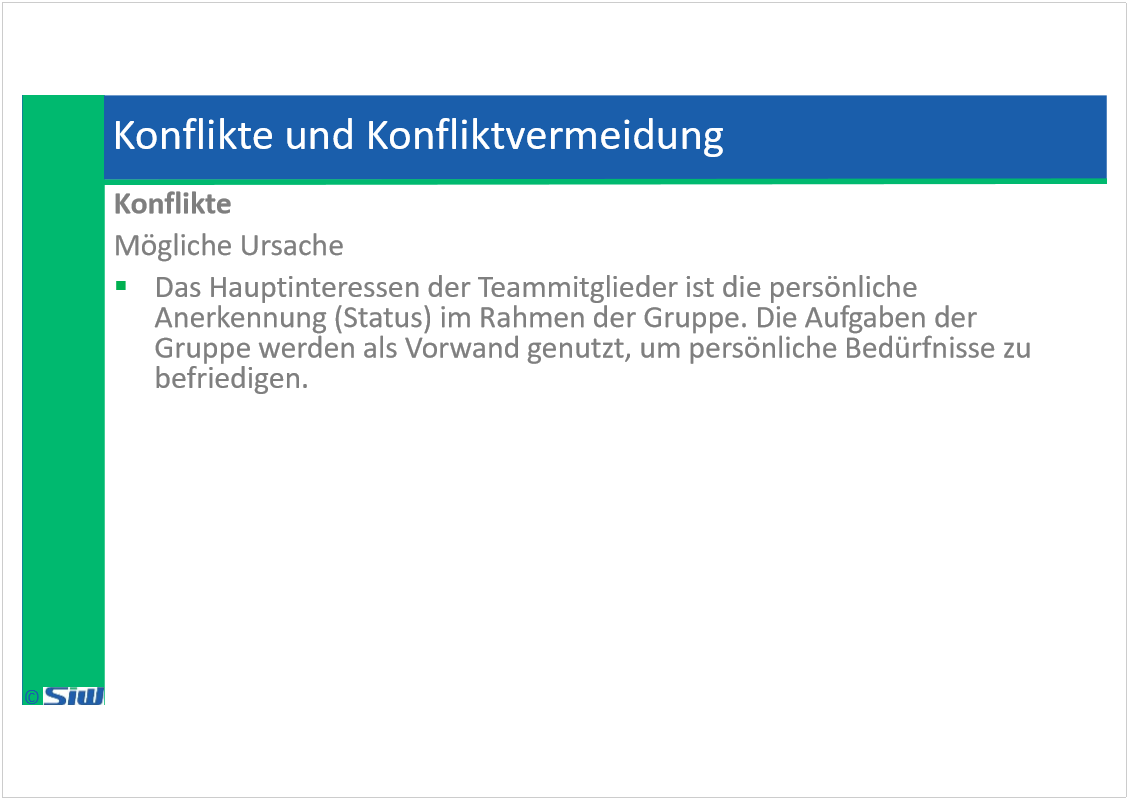 Konflikte und Konfliktvermeidung
Konflikte
Mögliche Ursache
▪ Das Hauptinteressen der Teammitglieder ist die persönliche
Anerkennung (Status) im Rahmen der Gruppe. Die Aufgaben der
Gruppe werden als Vorwand genutzt, um persönliche Bedürfnisse zu
befriedigen.
© SiW